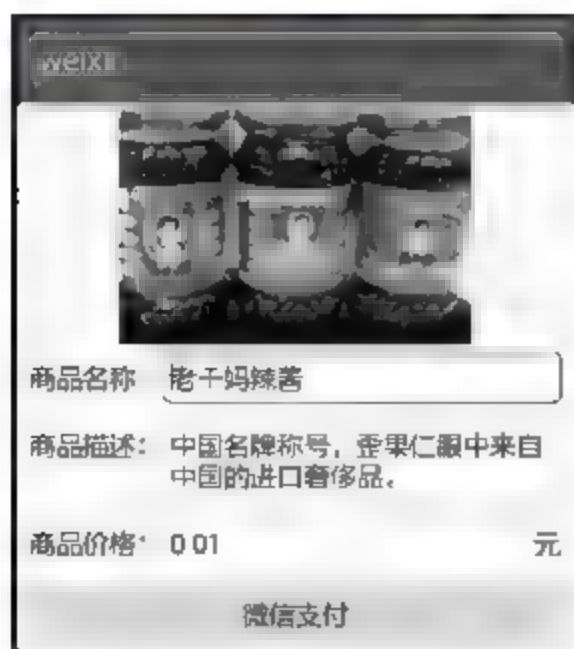 weixin
商品名称 老干妈辣酱
商品描述: 中国名牌称号，歪果仁眼中来自
中国的进口奢侈品。
商品价格: 0.01 元
微信支付